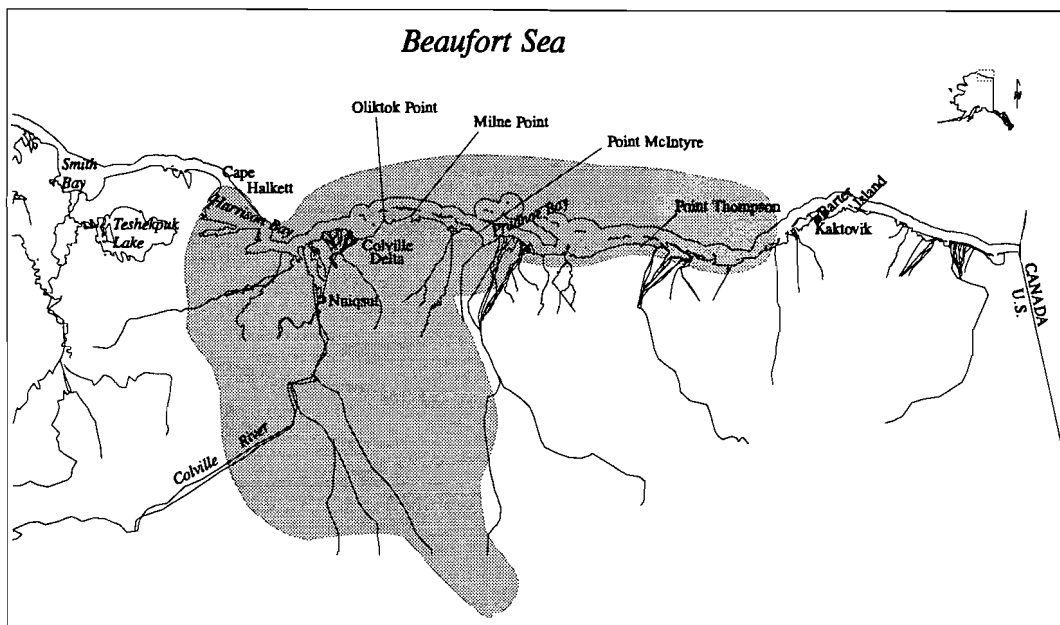 Beaufort Sea
Oliktok Point
Milne Point
Point McIntyre
Smith
Bay
Cape
Halkett
Harrison Bay
Teshekpuk
Lake
Prudhoe Bay
Point Thompson
Barter
Island
Kaktovik
Colville
Delta
Nuiqsut
CANADA
U.S.
Colville River
N